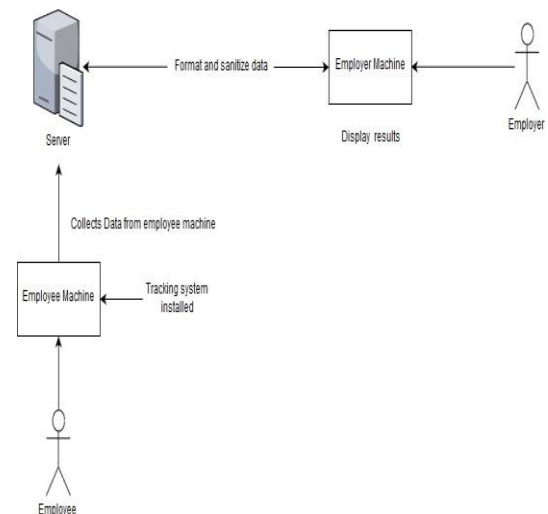 Format and sanitize data
Employer Machine
Server
Display results
Employer
Collects Data from employee machine
Employee Machine
Tracking system
installed
Employee